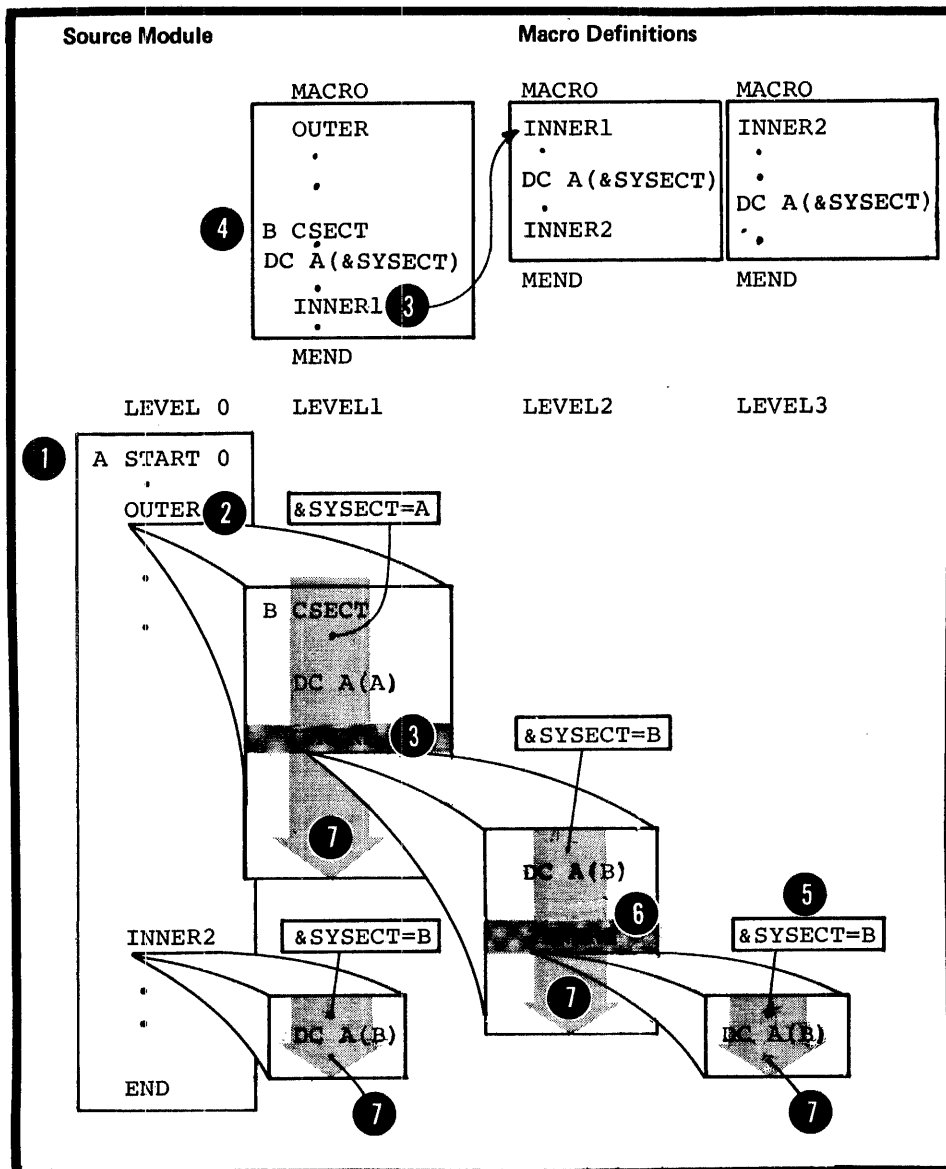 Source Module
Macro Definitions
MACRO
OUTER
4
B CSECT
DC A(&SYSECT)
INNER1 3
MEND
MACRO
INNER1
DC A(&SYSECT)
INNER2
MEND
MACRO
INNER2
DC A(&SYSECT)
MEND
LEVEL 0 LEVEL1 LEVEL2 LEVEL3
1 A START 0
OUTER 2
&SYSECT=A
B CSECT
DC A(A)
3
&SYSECT=B
7
DC A(B)
6
5
&SYSECT=B
INNER2
&SYSECT=B
7
DC A(B)
DC A(B)
END
7
7